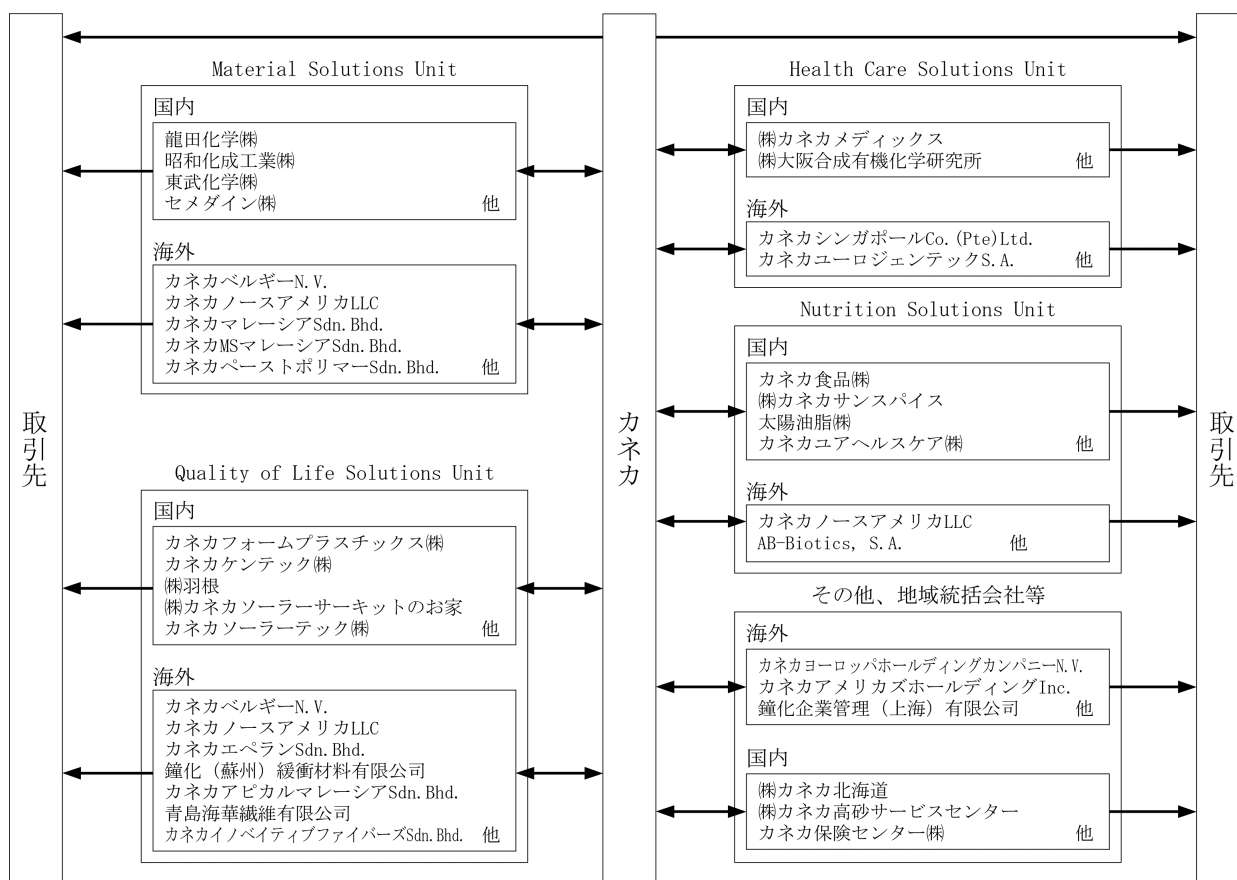 取引先
Material Solutions Unit
国内
龍田化学㈱
昭和化成工業㈱
東武化学㈱
セメダイン㈱ 他
海外
カネカベルギーN.V.
カネカノースアメリカLLC
カネカマレーシアSdn.Bhd.
カネカMSマレーシアSdn.Bhd.
カネカペーストポリマーSdn.Bhd. 他
Quality of Life Solutions Unit
国内
カネカフォームプラスチックス㈱
カネカケンテック㈱
㈱羽根
㈱カネカソーラーサーキットのお家
カネカソーラーテック㈱ 他
海外
カネカベルギーN.V.
カネカノースアメリカLLC
カネカエペランSdn.Bhd.
鐘化（蘇州）緩衝材料有限公司
カネカアピカルマレーシアSdn.Bhd.
青島海華繊維有限公司
カネカイノベイティブファイバーズSdn.Bhd. 他
カネカ
Health Care Solutions Unit
国内
㈱カネカメディックス
㈱大阪合成有機化学研究所 他
海外
カネカシンガポールCo.(Pte)Ltd.
カネカユーロジェンテックS.A. 他
Nutrition Solutions Unit
国内
カネカ食品㈱
㈱カネカサンスパイス
太陽油脂㈱
カネカユアヘルスケア㈱ 他
海外
カネカノースアメリカLLC
AB-Biotics, S.A. 他
その他、地域統括会社等
海外
カネカヨーロッパホールディングカンパニーN.V.
カネカアメリカズホールディングInc.
鐘化企業管理（上海）有限公司 他
国内
㈱カネカ北海道
㈱カネカ高砂サービスセンター
カネカ保険センター㈱ 他
取引先